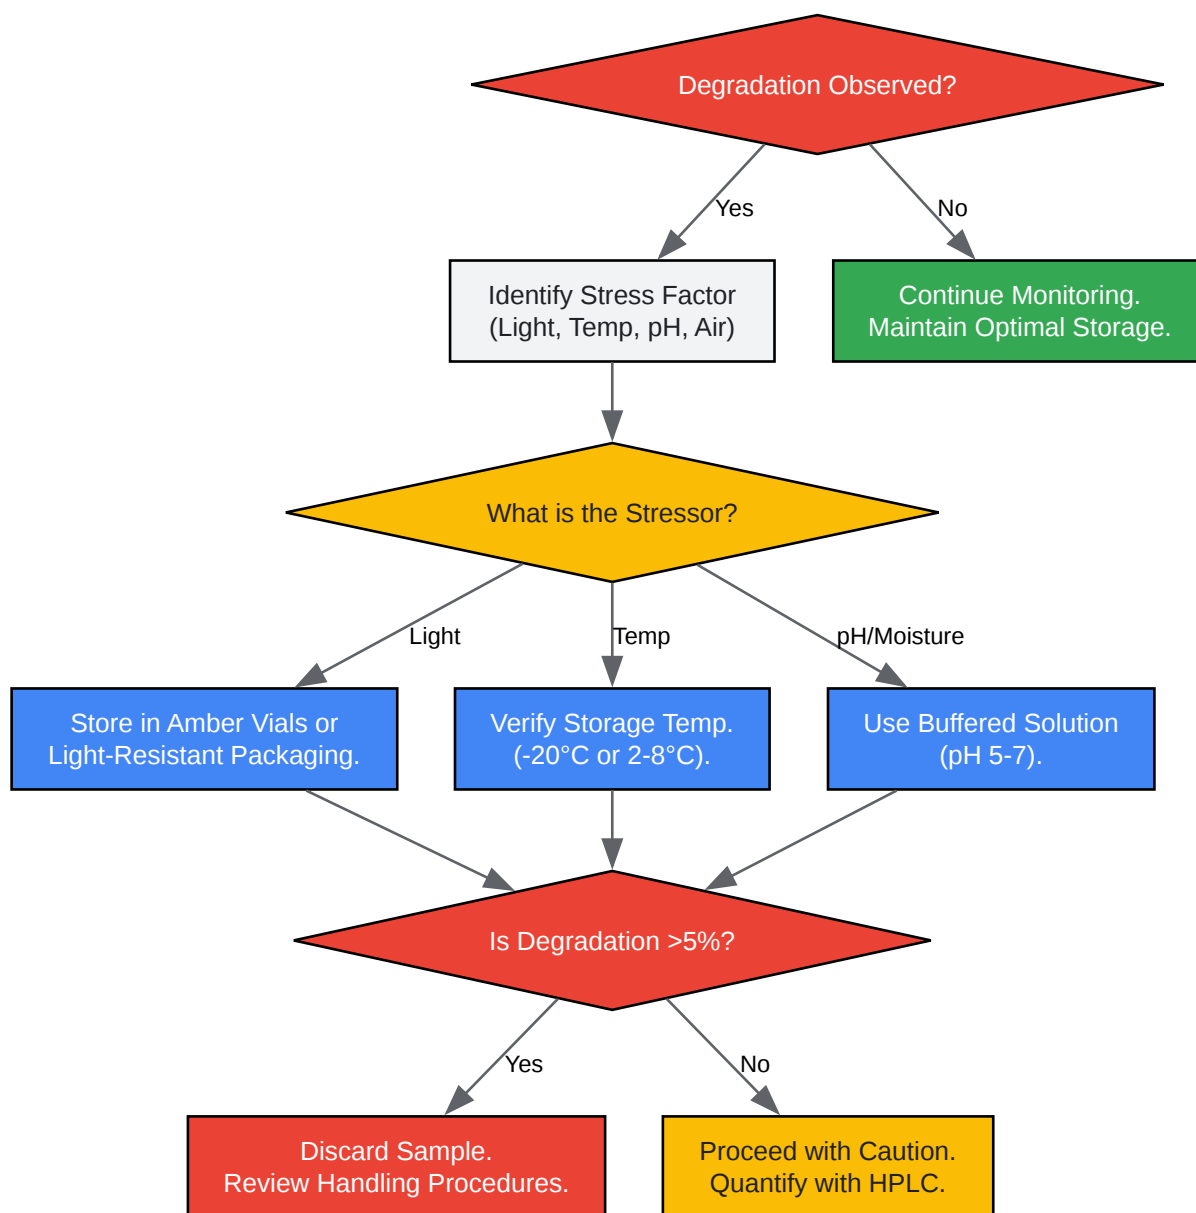 Degradation Observed?
Yes
No
Identify Stress Factor
(Light, Temp, pH, Air)
Continue Monitoring.
Maintain Optimal Storage.
What is the Stressor?
Light
Temp
pH/Moisture
Store in Amber Vials or
Light-Resistant Packaging.
Verify Storage Temp.
(-20°C or 2-8°C).
Use Buffered Solution
(pH 5-7).
Is Degradation >5%?
Yes
No
Discard Sample.
Review Handling Procedures.
Proceed with Caution.
Quantify with HPLC.